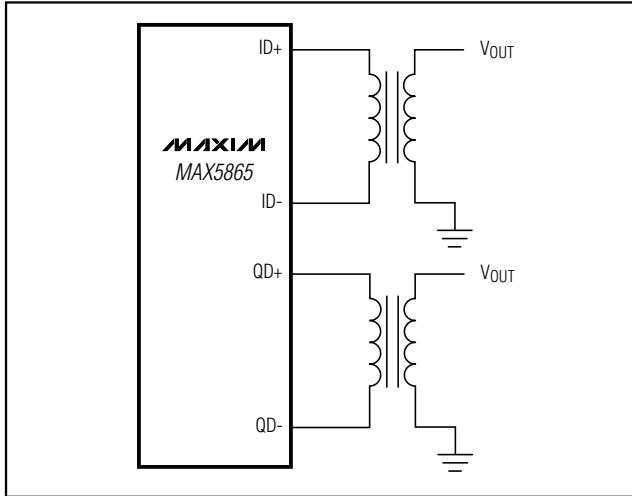 ID+
VOUT
MAXIM
MAX5865
ID-
QD+
VOUT
QD-